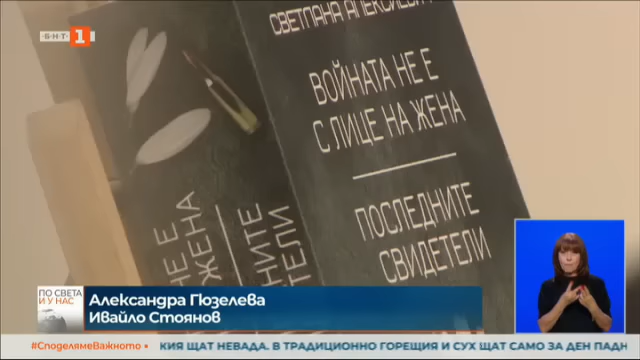 БНТ 1
СВЕТЛАНА АЛЕКСИЕВИЧ
ВОЙНАТА НЕ Е
С ЛИЦЕ НА ЖЕНА
ПОСЛЕДНИТЕ
СВИДЕТЕЛИ
НЕ Е
ЖЕНА
НИТЕ
ТЕЛИ
ПО СВЕТА
И У НАС
Александра Гюзелева
Ивайло Стоянов
#СподелямеВажното
КИЯ ЩАТ НЕВАДА. В ТРАДИЦИОННО ГОРЕЩИЯ И СУХ ЩАТ САМО ЗА ДЕН ПАДН